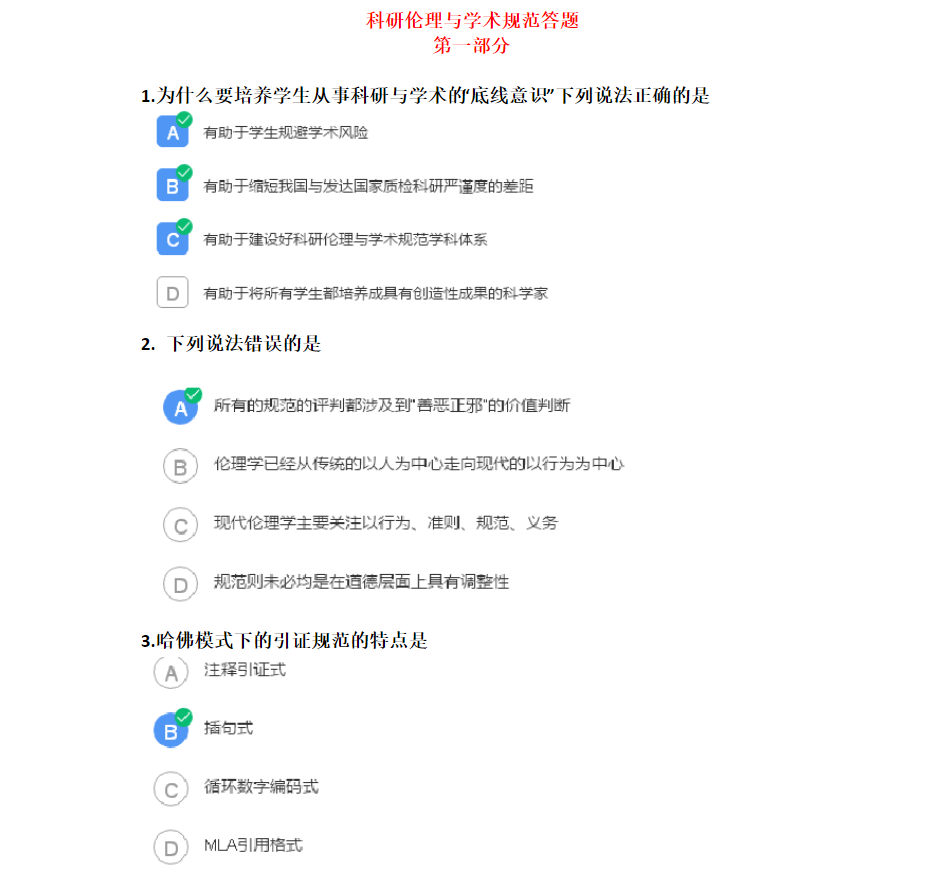 科研伦理与学术规范答题
第一部分
1.为什么要培养学生从事科研与学术的“底线意识”下列说法正确的是
A 有助于学生规避学术风险
B 有助于缩短我国与发达国家质检科研严谨度的差距
C 有助于建设好科研伦理与学术规范学科体系
D 有助于将所有学生都培养成具有创造性成果的科学家
2. 下列说法错误的是
A 所有的规范的评判都涉及到"善恶正邪"的价值判断
B 伦理学已经从传统的以人为中心走向现代的以行为为中心
C 现代伦理学主要关注以行为、准则、规范、义务
D 规范则未必均是在道德层面上具有调整性
3.哈佛模式下的引证规范的特点是
A 注释引证式
B 插句式
C 循环数字编码式
D MLA引用格式